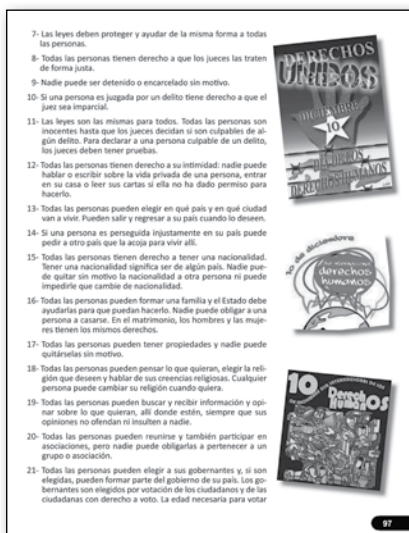 7- Las leyes deben proteger y ayudar de la misma forma a todas
las personas.
8- Todas las personas tienen derecho a que los jueces las traten
de forma justa.
9- Nadie puede ser detenido o encarcelado sin motivo.
10- Si una persona es juzgada por un delito tiene derecho a que el
juez sea imparcial.
11- Las leyes son las mismas para todos. Todas las personas son
inocentes hasta que los jueces decidan si son culpables de al-
gún delito. Para declarar a una persona culpable de un delito,
los jueces deben tener pruebas.
12- Todas las personas tienen derecho a su intimidad: nadie puede
hablar o escribir sobre la vida privada de una persona, entrar
en su casa o leer sus cartas si ella no ha dado permiso para
hacerlo.
13- Todas las personas pueden elegir en qué país y en qué ciudad
van a vivir. Pueden salir y regresar a su país cuando lo deseen.
14- Si una persona es perseguida injustamente en su país puede
pedir a otro país que la acoja para vivir allí.
15- Todas las personas tienen derecho a tener una nacionalidad.
Tener una nacionalidad significa ser de algún país. Nadie pue-
de quitar sin motivo la nacionalidad a otra persona ni puede
impedirle que cambie de nacionalidad.
16- Todas las personas pueden formar una familia y el Estado debe
ayudarlas para que puedan hacerlo. Nadie puede obligar a una
persona a casarse. En el matrimonio, los hombres y las muje-
res tienen los mismos derechos.
17- Todas las personas pueden tener propiedades y nadie puede
quitárselas sin motivo.
18- Todas las personas pueden pensar lo que quieran, elegir la reli-
gión que deseen y hablar de sus creencias religiosas. Cualquier
persona puede cambiar su religión cuando quiera.
19- Todas las personas pueden buscar y recibir información y opi-
nar sobre lo que quieran, allí donde estén, siempre que sus
opiniones no ofendan ni insulten a nadie.
20- Todas las personas pueden reunirse y también participar en
asociaciones, pero nadie puede obligarlas a pertenecer a un
grupo o asociación.
21- Todas las personas pueden elegir a sus gobernantes y, si son
elegidas, pueden formar parte del gobierno de su país. Los go-
bernantes son elegidos por votación de los ciudadanos y de las
ciudadanas con derecho a voto. La edad necesaria para votar
DERECHOS
UNIDOS
DICIEMBRE
10
DERECHOS HUMANOS
10 de diciembre
derechos
humanos
10
INTERNACIONAL DE LOS
Derechos
HUMANOS
97